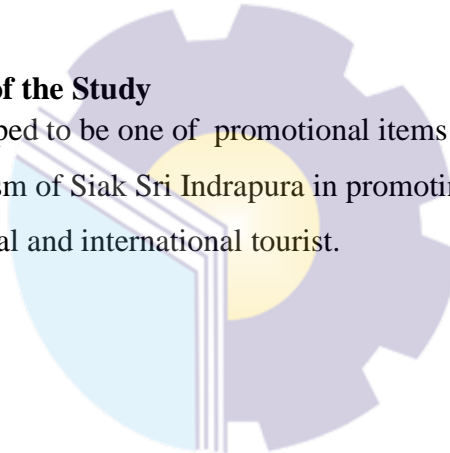 of the Study
ped to be one of promotional items
sm of Siak Sri Indrapura in promotin
al and international tourist.